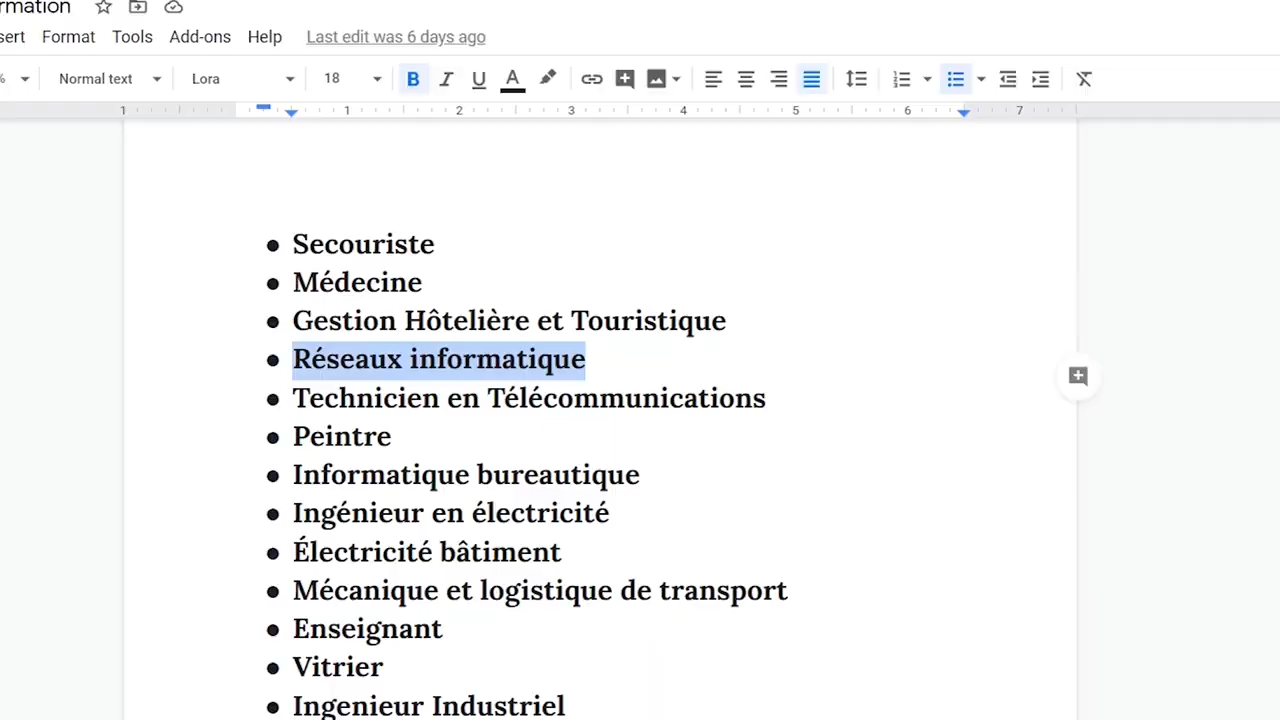 rmation
sert Format Tools Add-ons Help Last edit was 6 days ago
% Normal text Lora 18
1 1 2 3 4 5 6 7
● Secouriste
● Médecine
● Gestion Hôtelière et Touristique
● Réseaux informatique
● Technicien en Télécommunications
● Peintre
● Informatique bureautique
● Ingénieur en électricité
● Électricité bâtiment
● Mécanique et logistique de transport
● Enseignant
● Vitrier
● Ingenieur Industriel